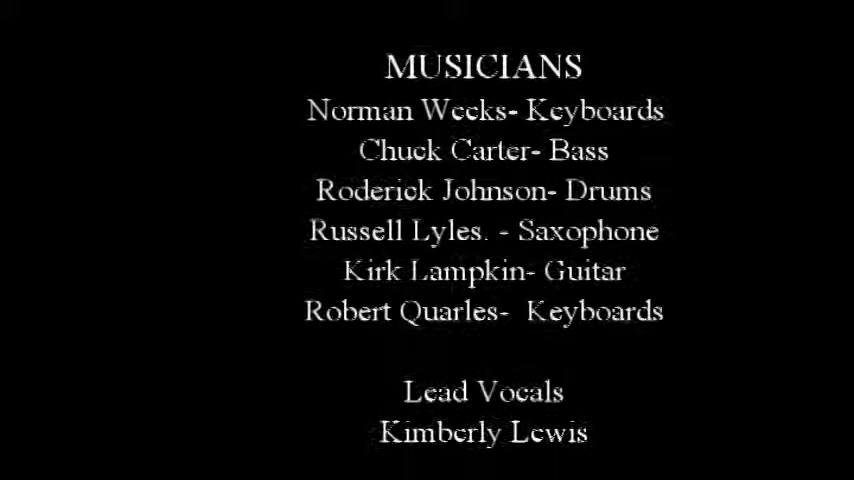 MUSICIANS
Norman Weeks- Keyboards
Chuck Carter- Bass
Roderick Johnson- Drums
Russell Lyles. - Saxophone
Kirk Lampkin- Guitar
Robert Quarles-  Keyboards
Lead Vocals
Kimberly Lewis